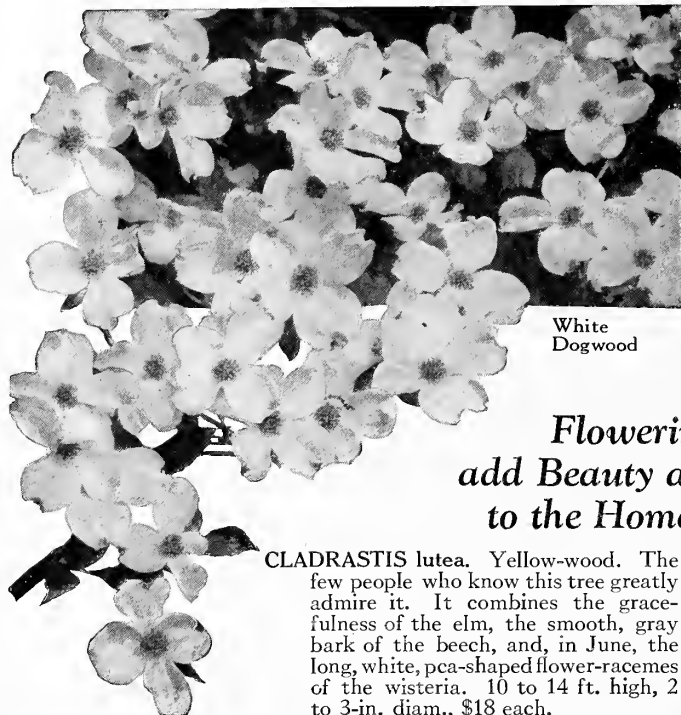 White
Dogwood
Floweri
add Beauty a
to the Hom
CLADRASTIS lutea. Yellow-wood. The
few people who know this tree greatly
admire it. It combines the grace-
fulness of the elm, the smooth, gray
bark of the beech, and, in June, the
long, white, pea-shaped flower-racemes
of the wisteria. 10 to 14 ft. high, 2
to 3-in. diam., $18 each.